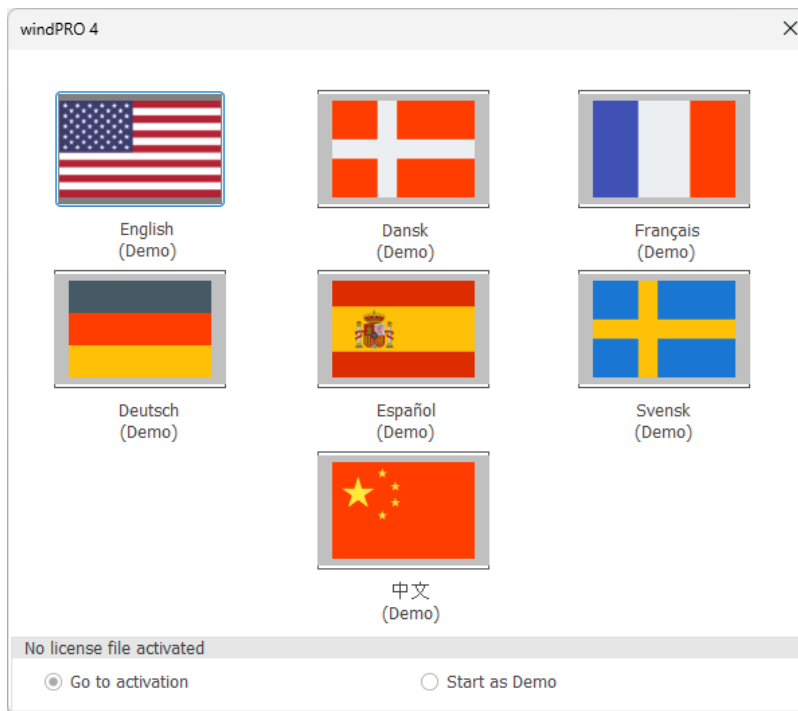 windPRO 4
English
(Demo)
Dansk
(Demo)
Français
(Demo)
Deutsch
(Demo)
Español
(Demo)
Svensk
(Demo)
中文
(Demo)
No license file activated
Go to activation
Start as Demo